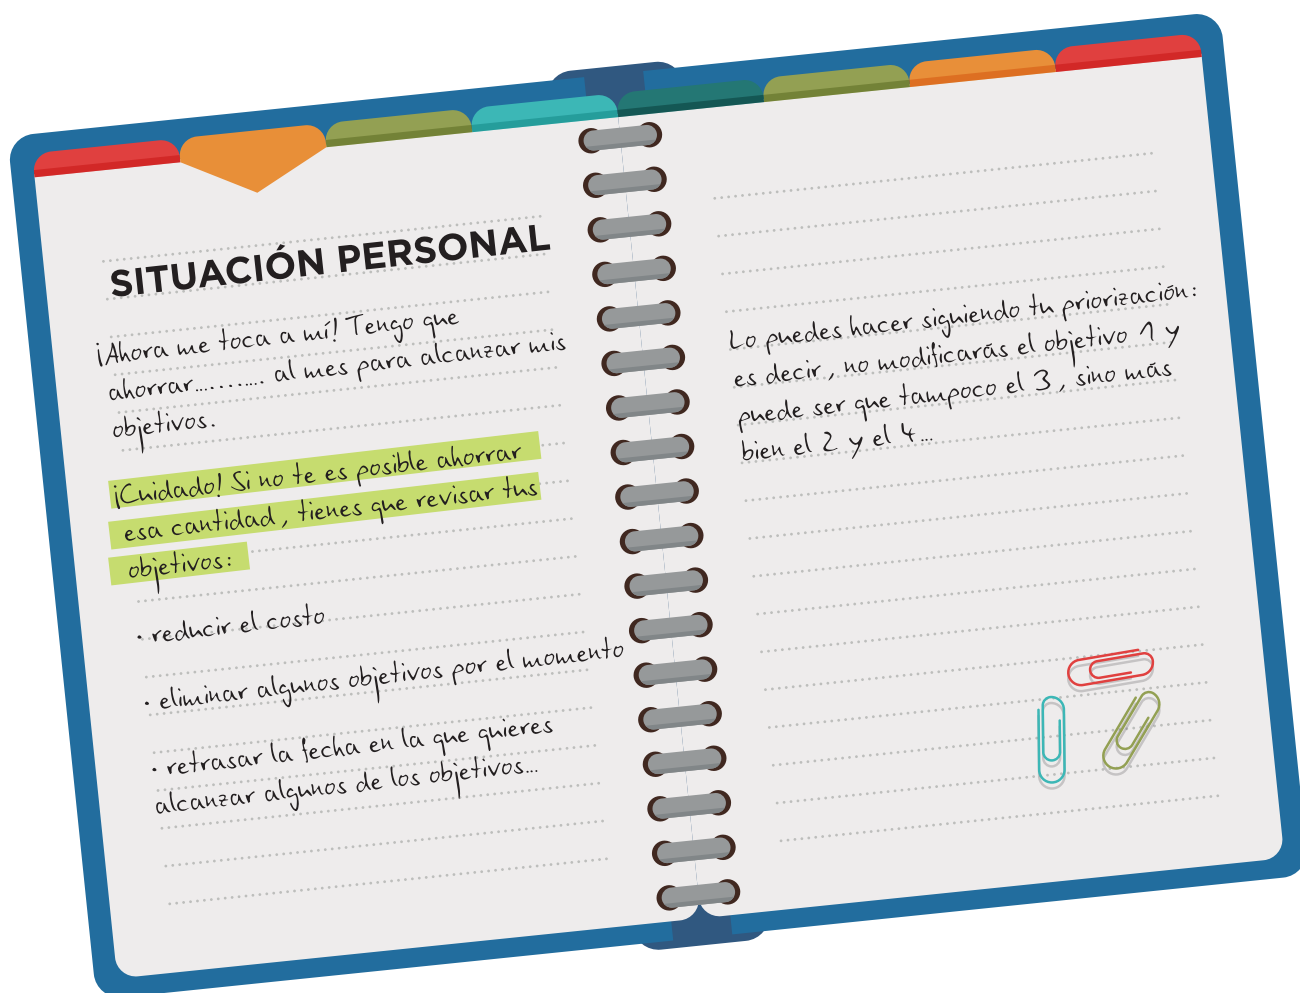 SITUACIÓN PERSONAL
¡Ahora me toca a mí! Tengo que
ahorrar........... al mes para alcanzar mis
objetivos.
¡Cuidado! Si no te es posible ahorrar
esa cantidad, tienes que revisar tus
objetivos:
· reducir el costo
· eliminar algunos objetivos por el momento
· retrasar la fecha en la que quieres
alcanzar algunos de los objetivos...
Lo puedes hacer siguiendo tu priorización:
es decir, no modificarás el objetivo 1 y
puede ser que tampoco el 3, sino más
bien el 2 y el 4...